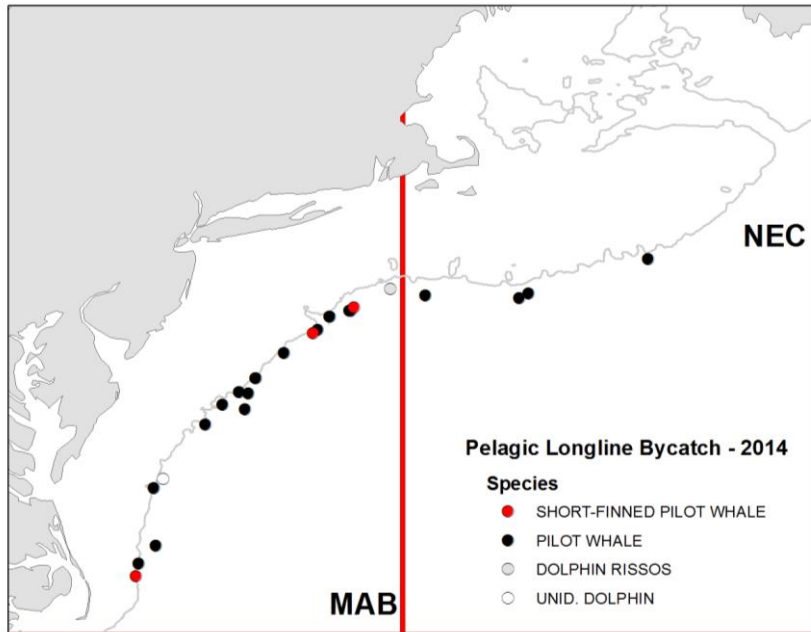 NEC
Pelagic Longline Bycatch - 2014
Species
SHORT-FINNED PILOT WHALE
PILOT WHALE
DOLPHIN RISSOS
UNID. DOLPHIN
MAB